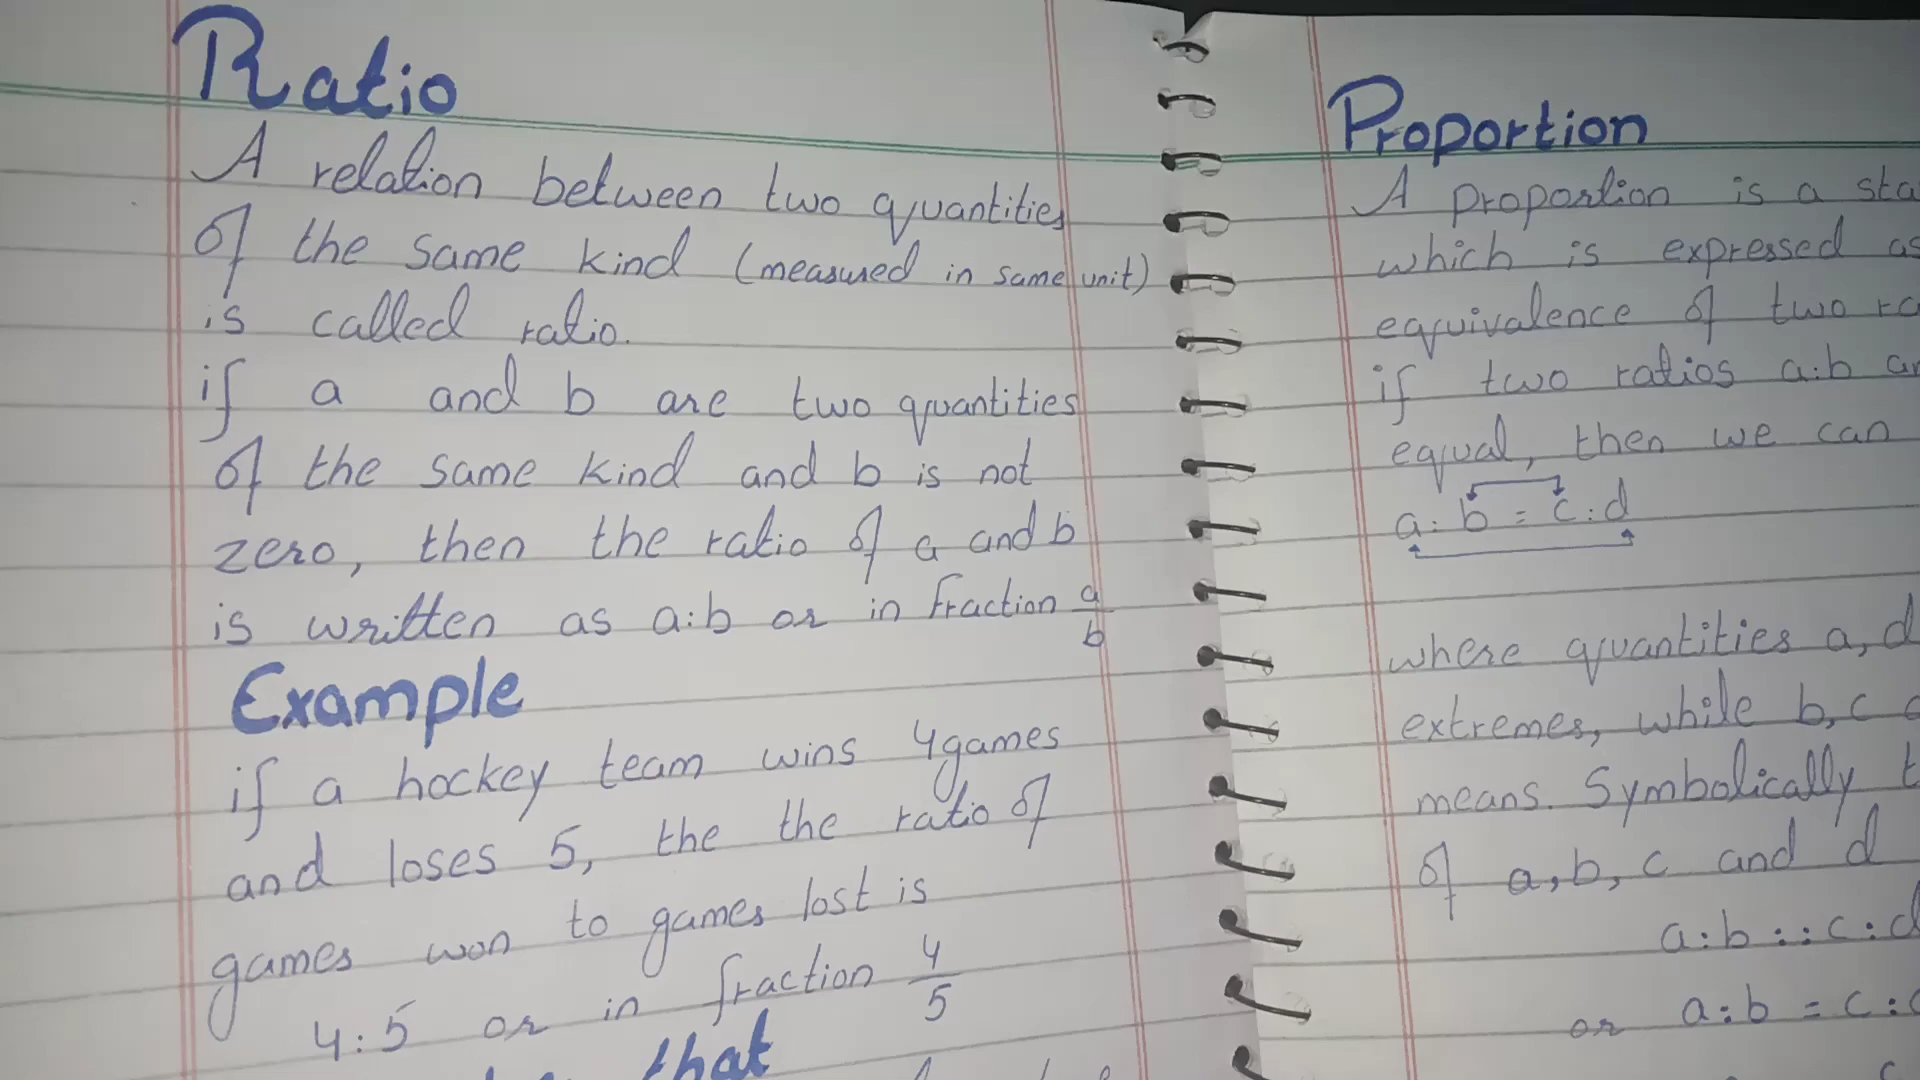 Ratio
A relation between two quantities
of the same kind (measured in same unit)
is called ratio.
if a and b are two quantities
of the same kind and b is not
zero, then the ratio of a and b
is written as a:b or in fraction a/b
Example
if a hockey team wins 4 games
and loses 5, the the ratio of
games won to games lost is
4:5 or in fraction 4/5
that
Proportion
A proportion is a sta
which is expressed as
equivalence of two
if two ratios a:b
equal, then we can
a:b = c:d
where quantities a, d
extremes, while b, c
means. Symbolically
of a, b, c and d
a:b::c:d
or a:b = c: